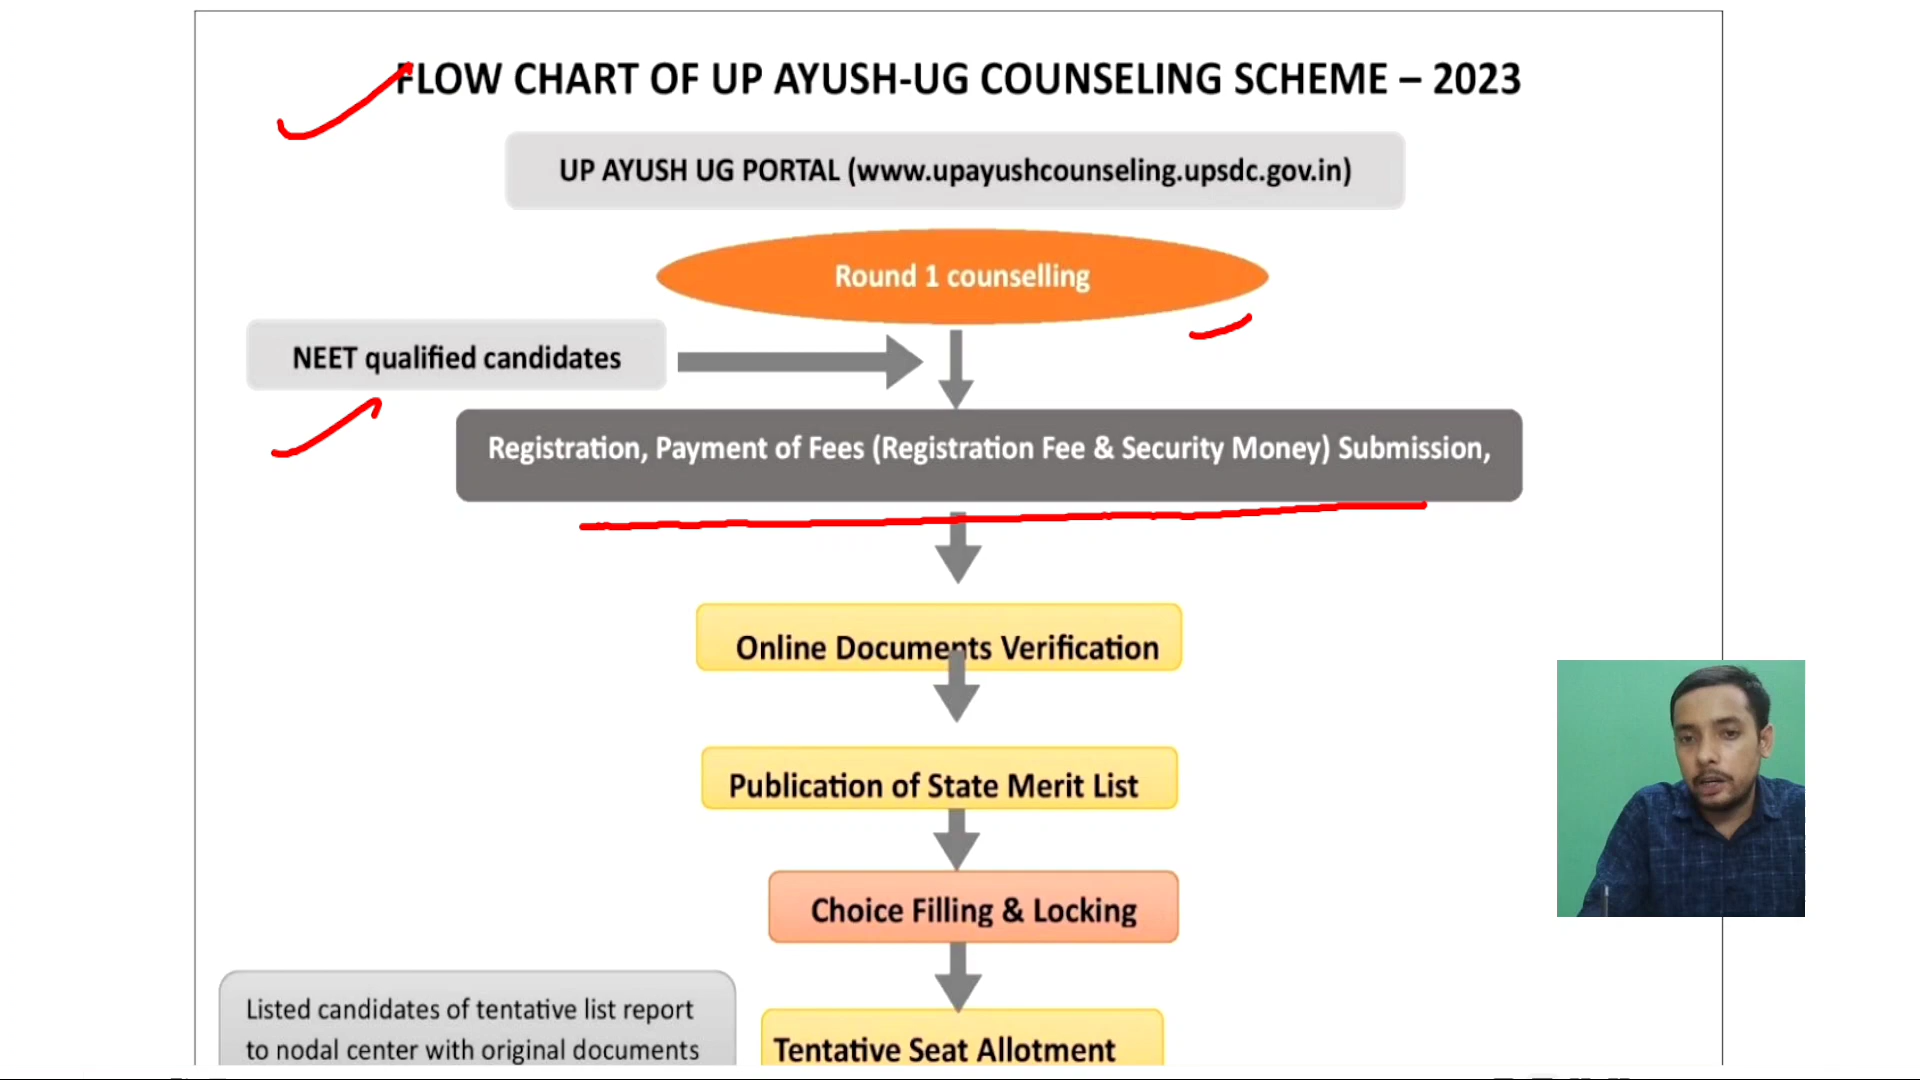 FLOW CHART OF UP AYUSH-UG COUNSELING SCHEME – 2023
UP AYUSH UG PORTAL (www.upayushcounseling.upsdc.gov.in)
Round 1 counselling
NEET qualified candidates
Registration, Payment of Fees (Registration Fee & Security Money) Submission,
Online Documents Verification
Publication of State Merit List
Choice Filling & Locking
Listed candidates of tentative list report
to nodal center with original documents
Tentative Seat Allotment